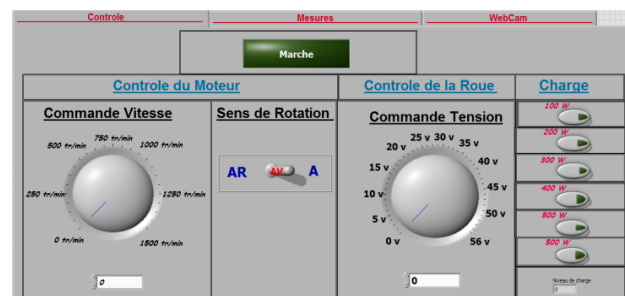 Controle
Mesures
WebCam
Marche
Controle du Moteur
Controle de la Roue
Charge
Commande Vitesse
Sens de Rotation
Commande Tension
0 tr/min
250 tr/min
500 tr/min
750 tr/min
1000 tr/min
1250 tr/min
1500 tr/min
0
AR
AV
A
0 v
5 v
10 v
15 v
20 v
25 v
30 v
35 v
40 v
45 v
50 v
56 v
0
100 W
200 W
300 W
400 W
500 W
500 W
Niveau de charge
0